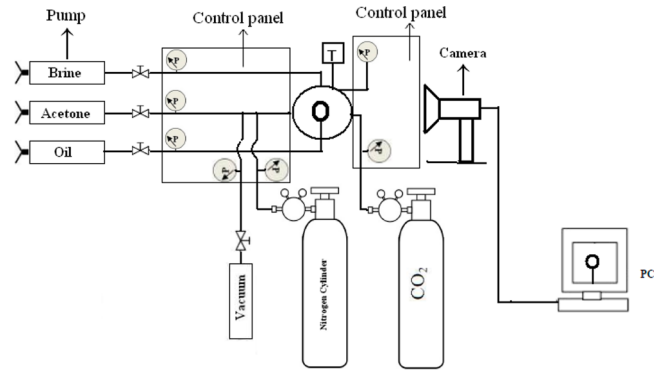 Pump
Control panel
Control panel
Camera
Brine
Acetone
Oil
P
P
P
P
P
P
P
T
Vacuum
Nitrogen Cylinder
CO₂
PC